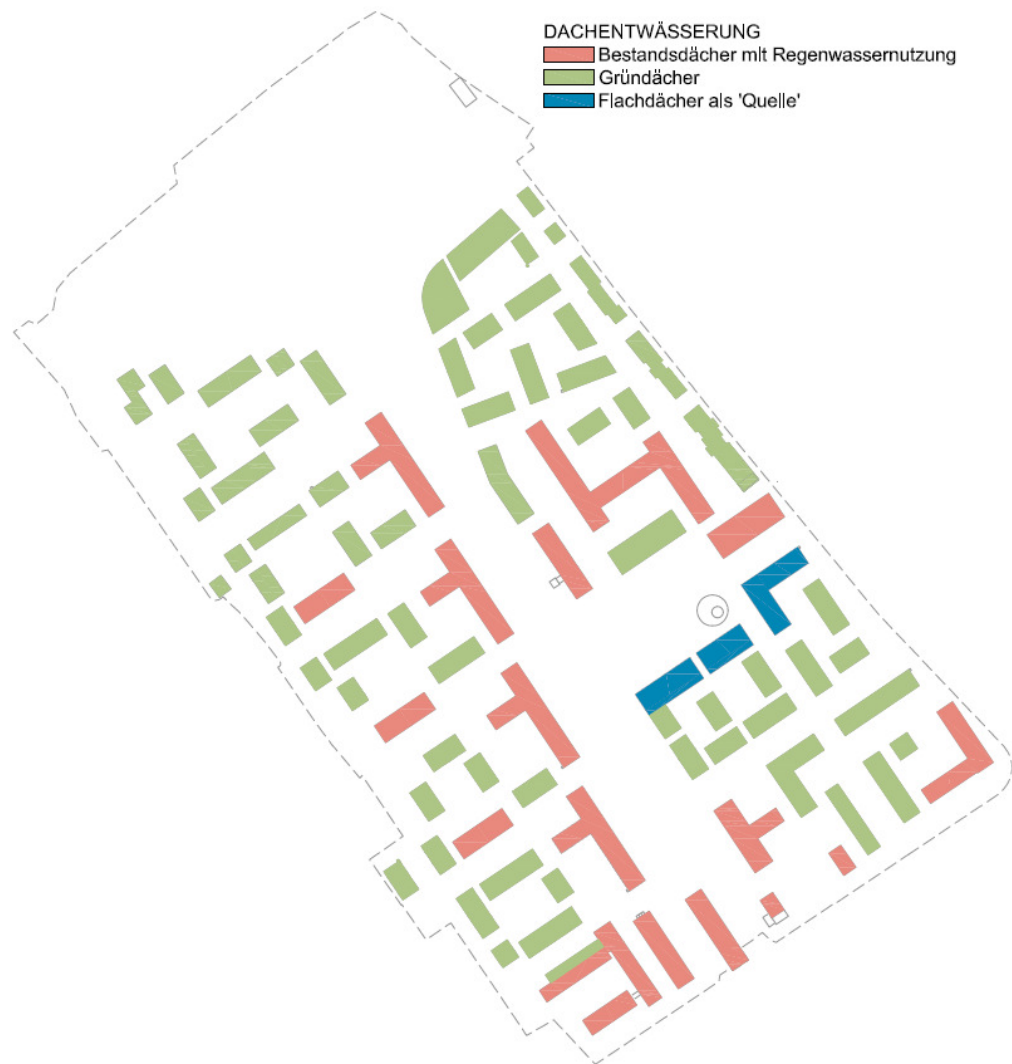 DACHENTWÄSSERUNG
Bestandsdächer mit Regenwassernutzung
Gründächer
Flachdächer als 'Quelle'